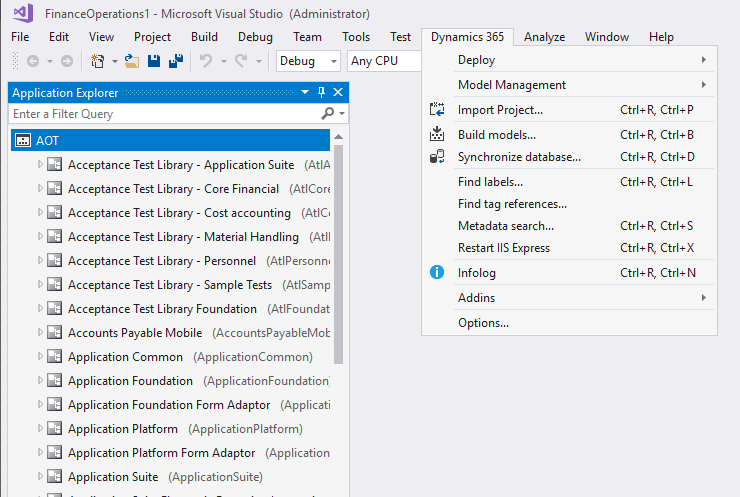 FinanceOperations1 - Microsoft Visual Studio (Administrator)
File Edit View Project Build Debug Team Tools Test Dynamics 365 Analyze Window Help
Debug Any CPU
Application Explorer
Enter a Filter Query
AOT
Acceptance Test Library - Application Suite (AtlA
Acceptance Test Library - Core Financial (AtlCore
Acceptance Test Library - Cost accounting (AtlCo
Acceptance Test Library - Material Handling (Atl
Acceptance Test Library - Personnel (AtlPersonne
Acceptance Test Library - Sample Tests (AtlSamp
Acceptance Test Library Foundation (AtlFoundat
Accounts Payable Mobile (AccountsPayableMob
Application Common (ApplicationCommon)
Application Foundation (ApplicationFoundation)
Application Foundation Form Adaptor (Applicatio
Application Platform (ApplicationPlatform)
Application Platform Form Adaptor (Application
Application Suite (ApplicationSuite)
Deploy
Model Management
Import Project... Ctrl+R, Ctrl+P
Build models... Ctrl+R, Ctrl+B
Synchronize database... Ctrl+R, Ctrl+D
Find labels... Ctrl+R, Ctrl+L
Find tag references...
Metadata search... Ctrl+R, Ctrl+S
Restart IIS Express Ctrl+R, Ctrl+X
Infolog Ctrl+R, Ctrl+N
Addins
Options...